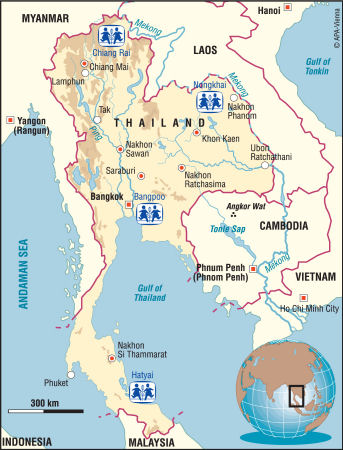 Hanoi
© APA-Vienna
MYANMAR
Mekong
Chiang Rai
LAOS
Gulf of
Tonkin
Chiang Mai
Lamphun
Mekong
Nongkhai
Nakhon
Phanom
Tak
Yangon
(Rangun)
THAILAND
Ping
Khon Kaen
Nakhon
Sawan
Ubon
Ratchathani
Saraburi
Nakhon
Ratchasima
Bangkok
Bangpoo
Angkor Wat
CAMBODIA
Tonle Sap
ANDAMAN SEA
Phnum Penh
(Phnom Penh)
Mekong
VIETNAM
Gulf of
Thailand
Ho Chi Minh City
Nakhon
Si Thammarat
Phuket
Hatyai
300 km
INDONESIA
MALAYSIA